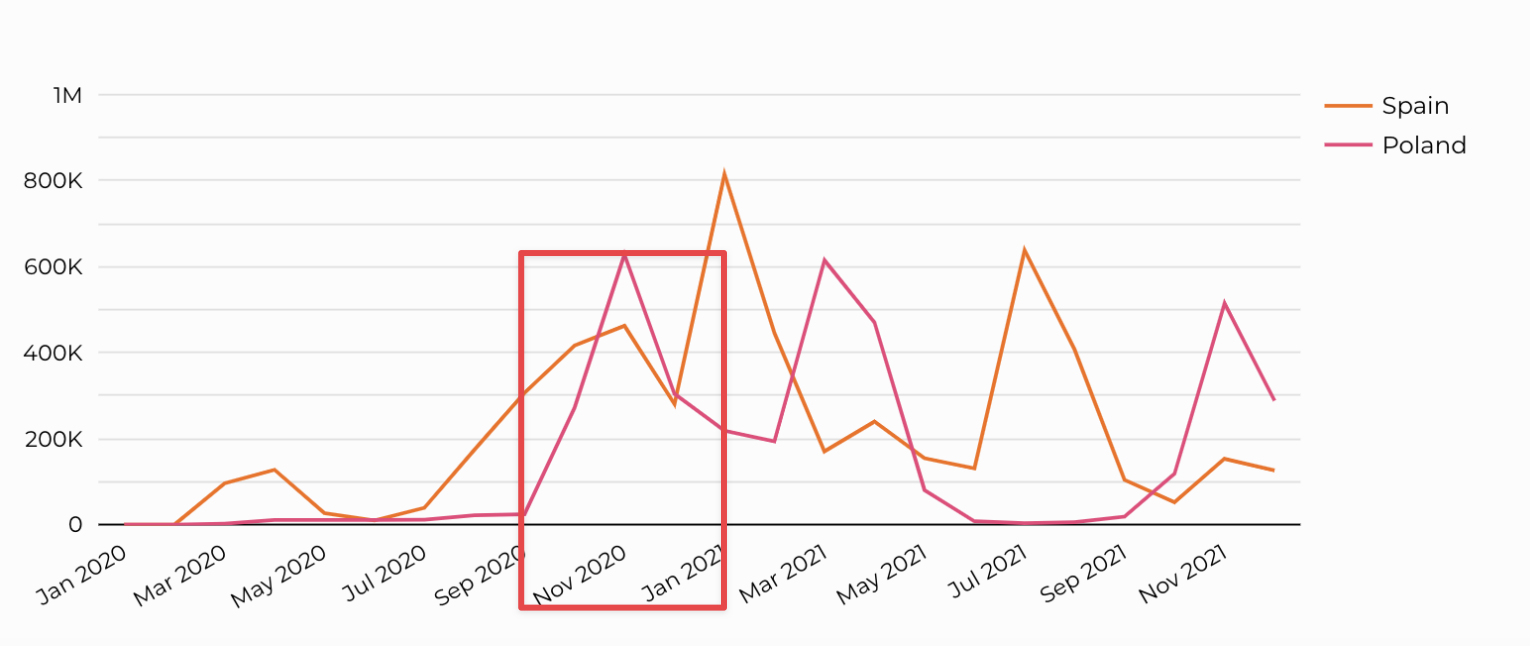 1M
800K
600K
400K
200K
0
Jan 2020
Mar 2020
May 2020
Jul 2020
Sep 2020
Nov 2020
Jan 2021
Mar 2021
May 2021
Jul 2021
Sep 2021
Nov 2021
Spain
Poland